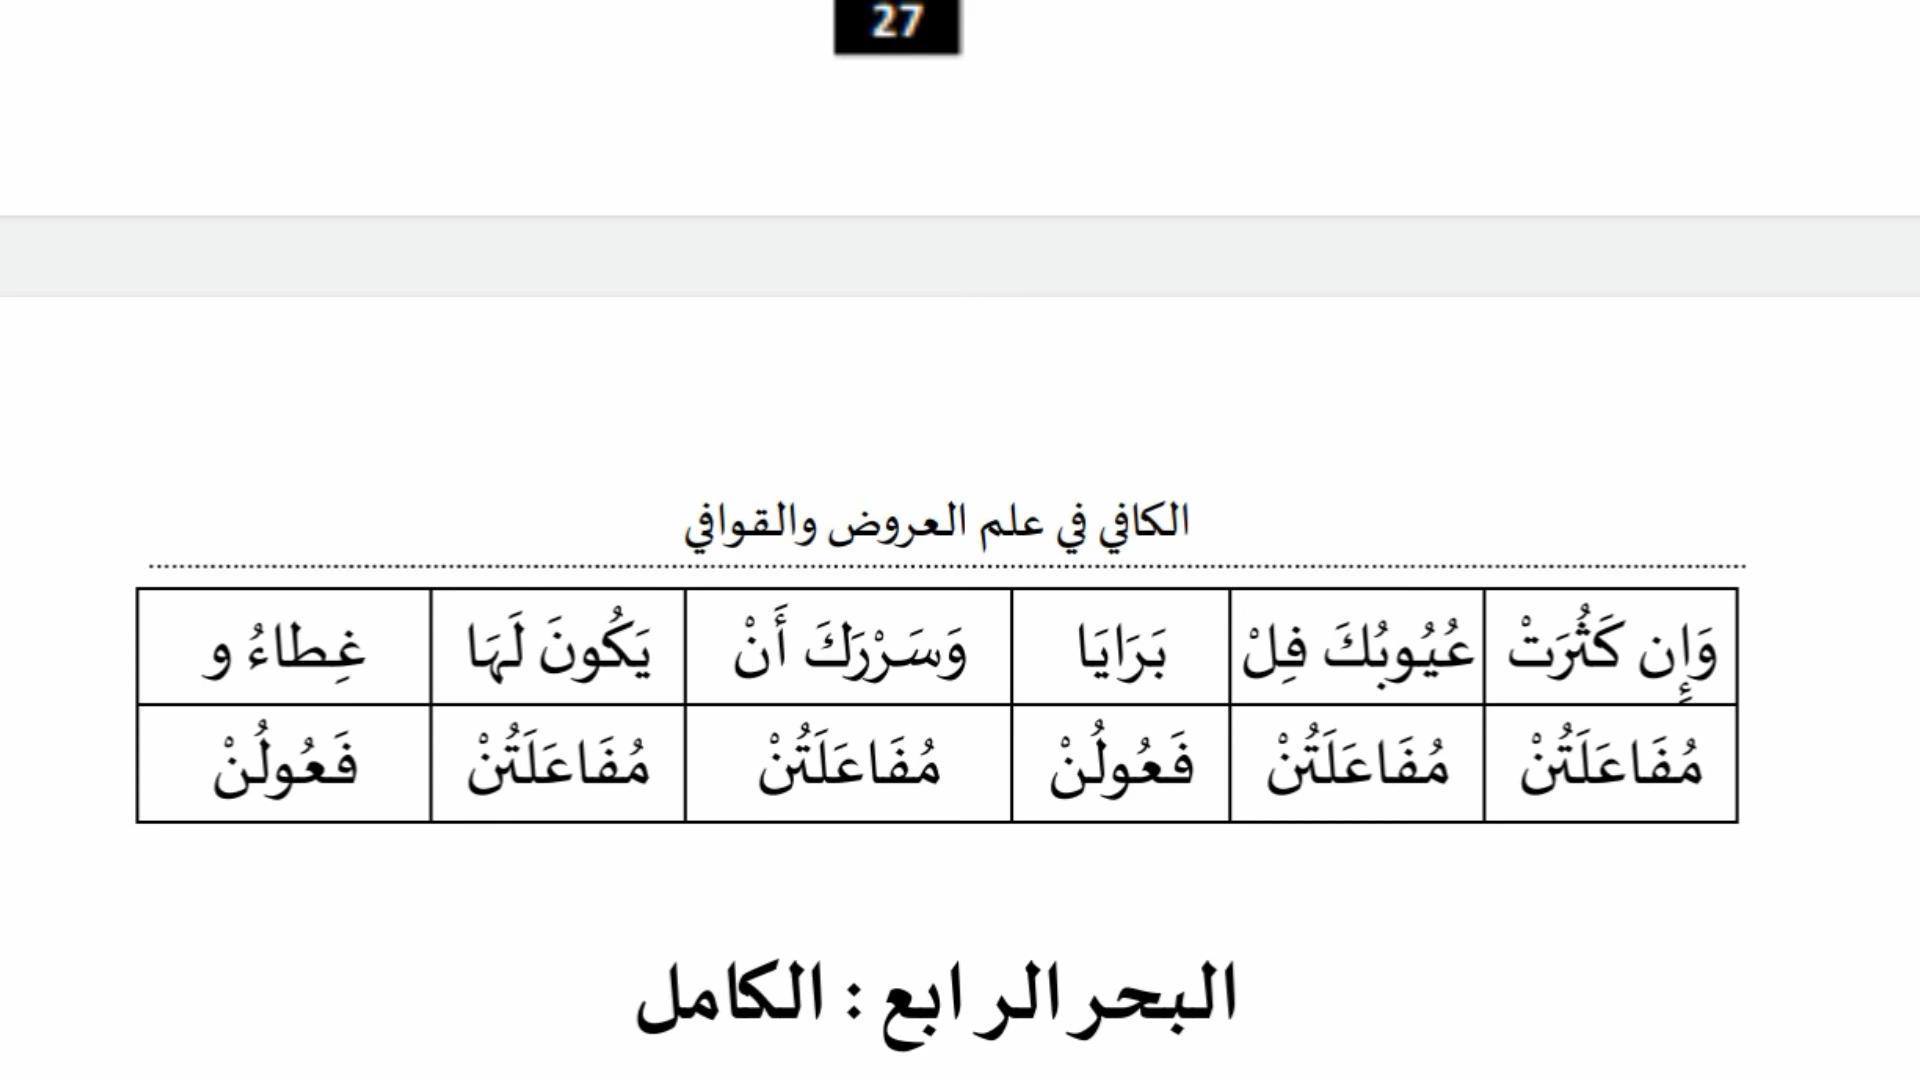 27
الكافي في علم العروض والقوافي
وَإِن كَثُرَتْ عُيُوبُكَ فِلْ بَرَايَا وَسَرْرَكَ أَنْ يَكُونَ لَهَا غِطاءُ و
مُفَاعَلَتُنْ مُفَاعَلَتُنْ فَعُولُنْ مُفَاعَلَتُنْ مُفَاعَلَتُنْ فَعُولُنْ
البحر الرابع : الكامل